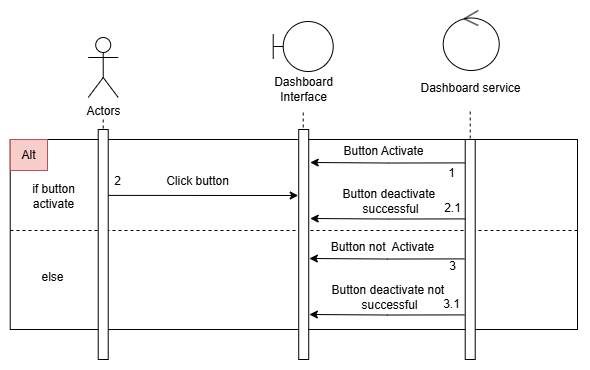 Actors
Dashboard
Interface
Dashboard service
Alt
Button Activate
1
if button
activate
2
Click button
Button deactivate
successful
2.1
Button not Activate
3
else
Button deactivate not
successful
3.1